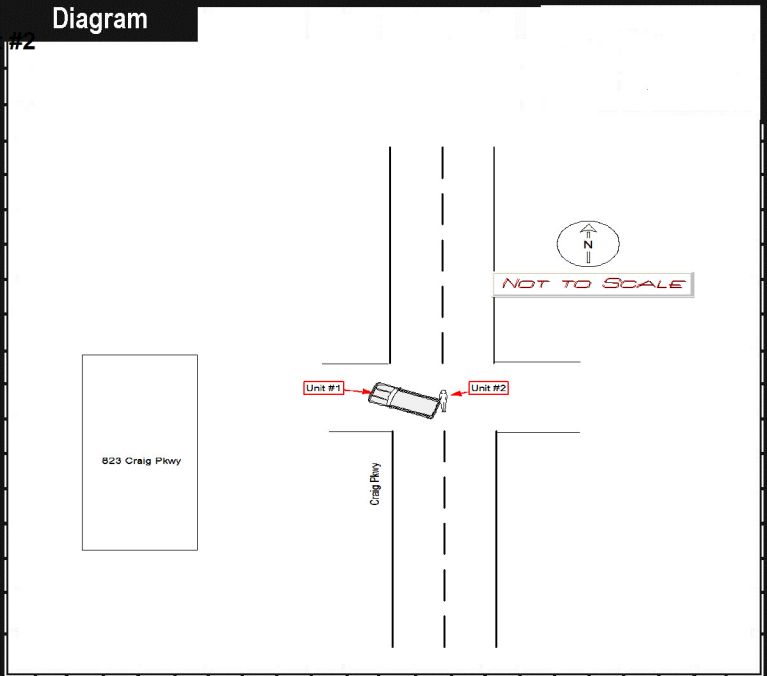 Diagram
#2
N
NOT TO SCALE
Unit #1
Unit #2
823 Craig Pkwy
Craig Pkwy